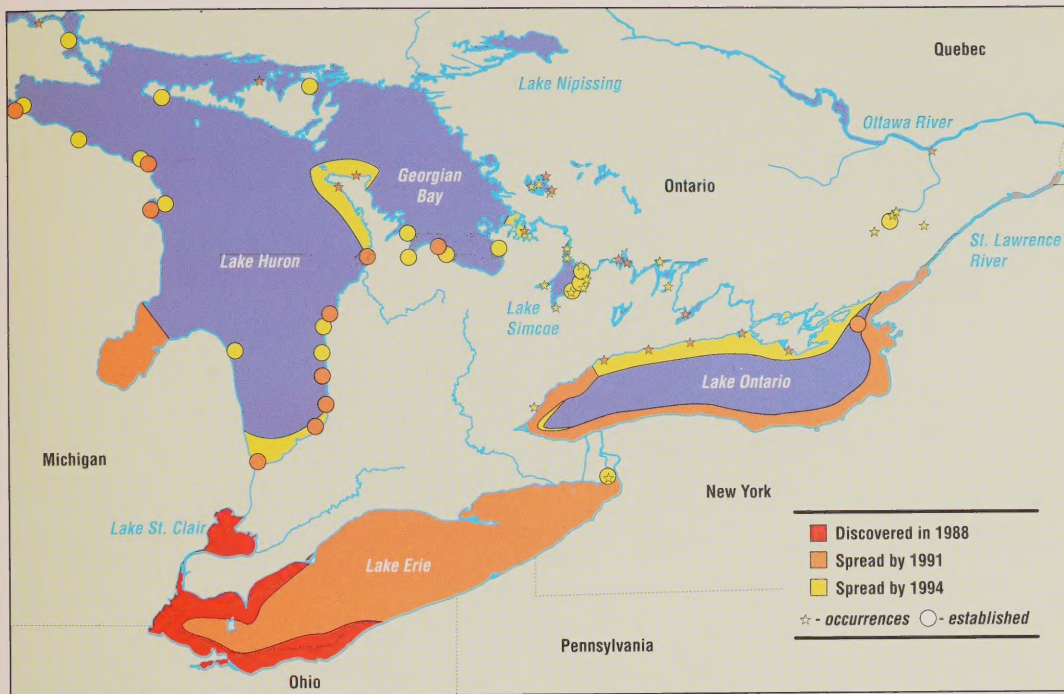 Quebec
Lake Nipissing
Ottawa River
Georgian
Bay
Ontario
Lake Huron
St. Lawrence
River
Lake
Simcoe
Lake Ontario
Michigan
New York
Lake St. Clair
Lake Erie
Discovered in 1988
Spread by 1991
Spread by 1994
☆ - occurrences ○ - established
Pennsylvania
Ohio